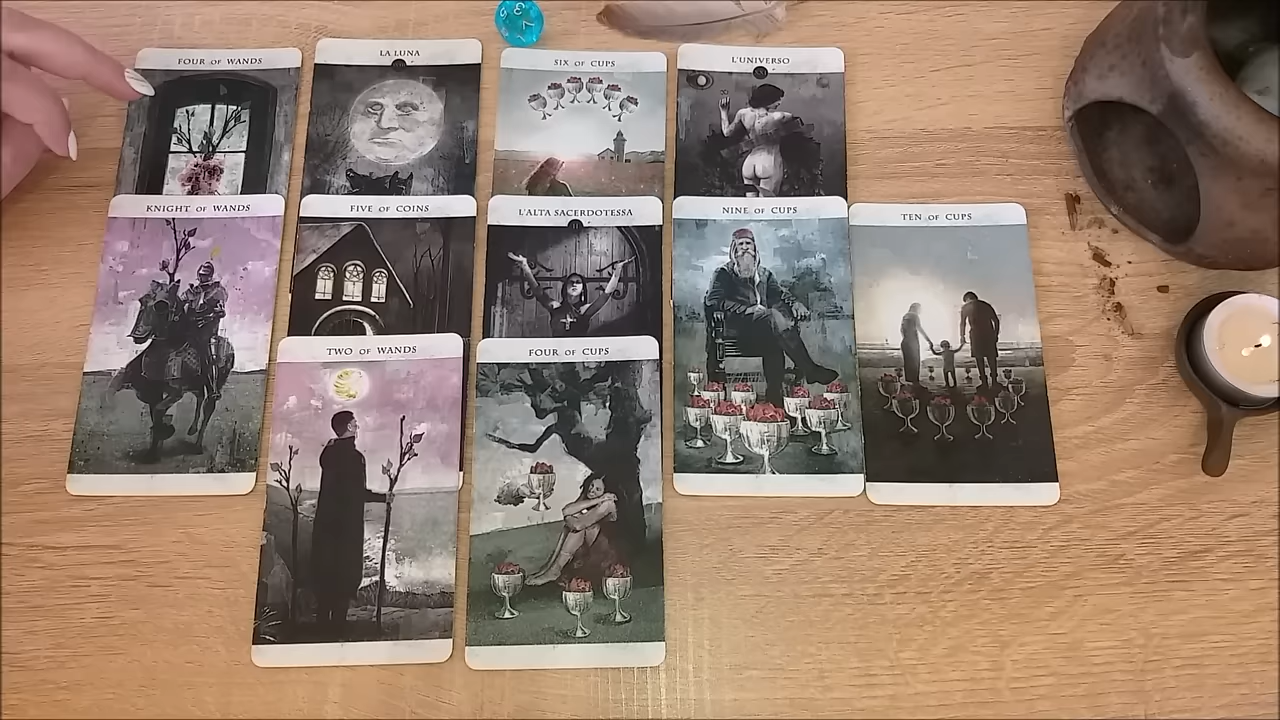 FOUR OF WANDS
LA LUNA
SIX OF CUPS
L'UNIVERSO
KNIGHT OF WANDS
FIVE OF COINS
L'ALTA SACERDOTESSA
NINE OF CUPS
TEN OF CUPS
TWO OF WANDS
FOUR OF CUPS